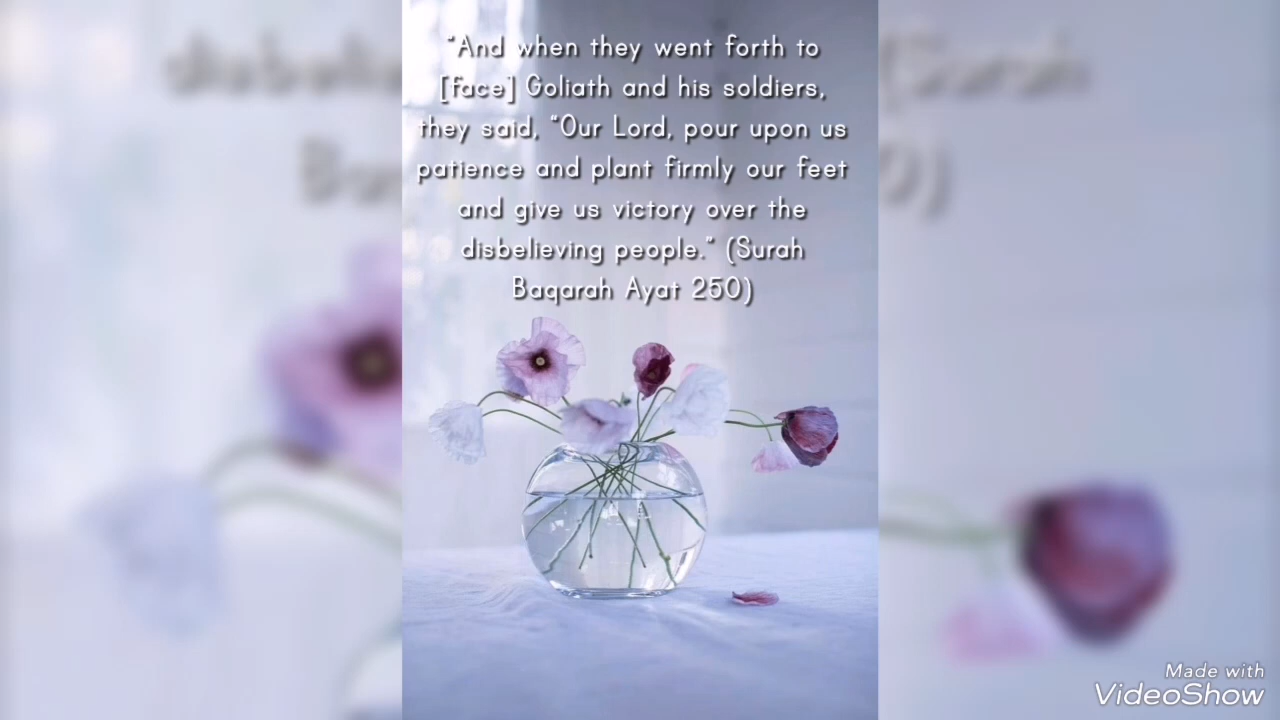 "And when they went forth to
[face] Goliath and his soldiers,
they said, "Our Lord, pour upon us
patience and plant firmly our feet
and give us victory over the
disbelieving people." (Surah
Baqarah Ayat 250)
Made with
VideoShow